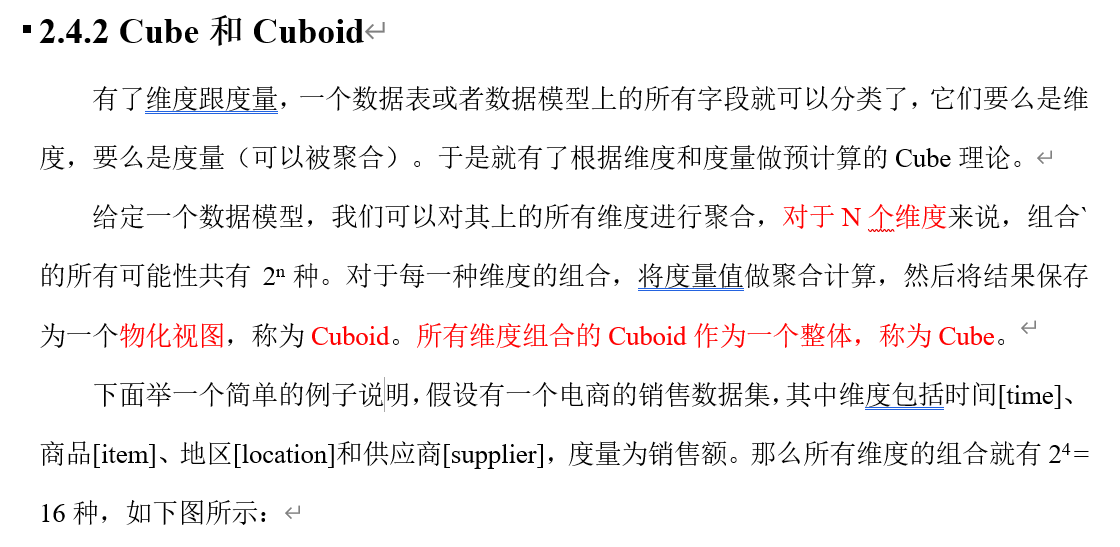 2.4.2 Cube 和 Cuboid
有了维度跟度量，一个数据表或者数据模型上的所有字段就可以分类了，它们要么是维
度，要么是度量（可以被聚合）。于是就有了根据维度和度量做预计算的 Cube 理论。
给定一个数据模型，我们可以对其上的所有维度进行聚合，对于 N 个维度来说，组合`
的所有可能性共有 2ⁿ 种。对于每一种维度的组合，将度量值做聚合计算，然后将结果保存
为一个物化视图，称为 Cuboid。所有维度组合的 Cuboid 作为一个整体，称为 Cube。
下面举一个简单的例子说明，假设有一个电商的销售数据集，其中维度包括时间[time]、
商品[item]、地区[location]和供应商[supplier]，度量为销售额。那么所有维度的组合就有 2⁴=
16 种，如下图所示：